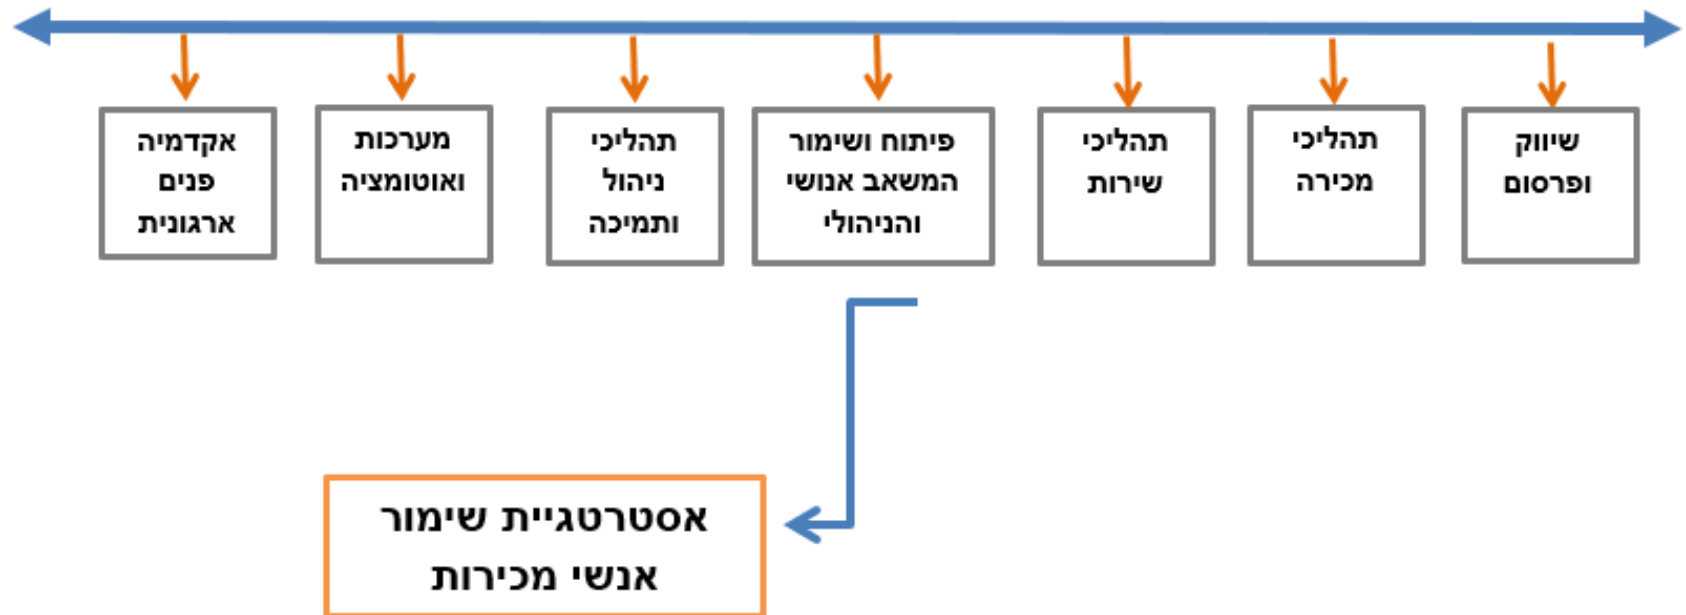 שיווק
ופרסום
תהליכי
מכירה
תהליכי
שירות
פיתוח ושימור
המשאב אנושי
והניהולי
תהליכי
ניהול
ותמיכה
מערכות
ואוטומציה
אקדמיה
פנים
ארגונית
אסטרטגיית שימור
אנשי מכירות